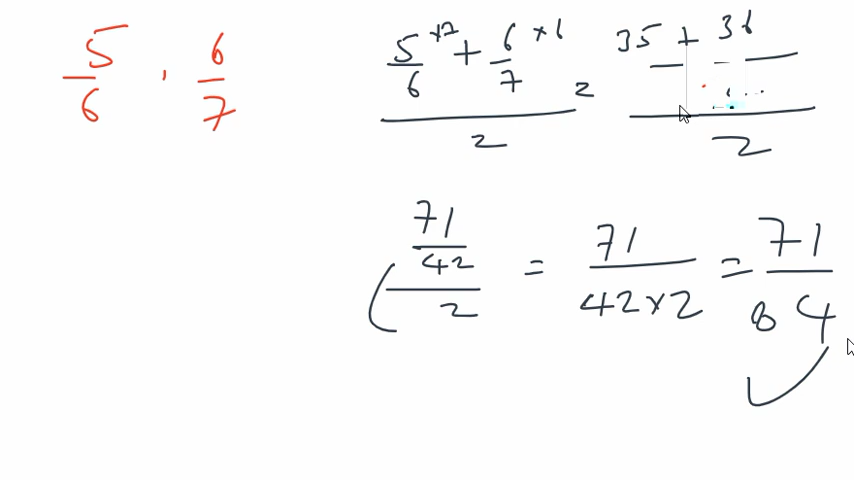 5/6 , 6/7
(5/6 ×7 + 6/7 ×6)/2 = (35 + 36)/2
(71/42)/2 = 71/(42×2) = 71/84